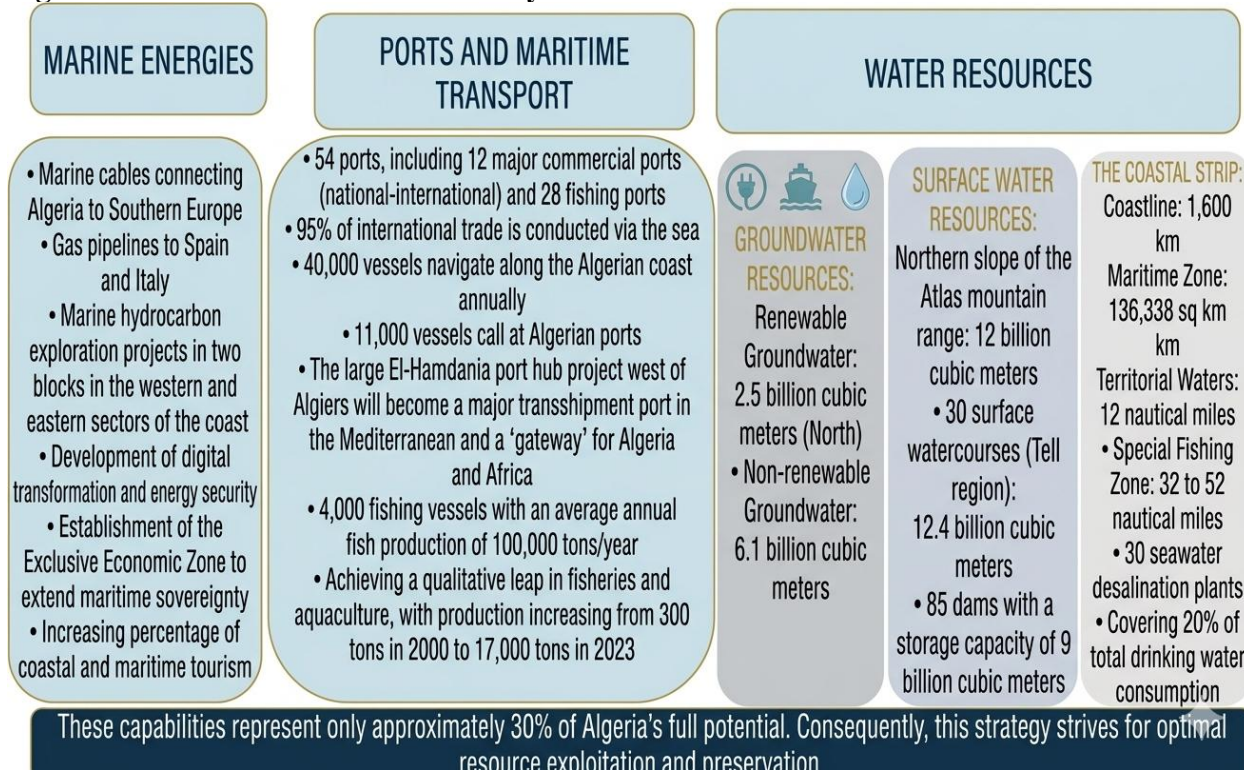 MARINE ENERGIES
• Marine cables connecting
Algeria to Southern Europe
• Gas pipelines to Spain
and Italy
• Marine hydrocarbon
exploration projects in two
blocks in the western and
eastern sectors of the coast
• Development of digital
transformation and energy security
• Establishment of the
Exclusive Economic Zone to
extend maritime sovereignty
• Increasing percentage of
coastal and maritime tourism
PORTS AND MARITIME
TRANSPORT
• 54 ports, including 12 major commercial ports
(national-international) and 28 fishing ports
• 95% of international trade is conducted via the sea
• 40,000 vessels navigate along the Algerian coast
annually
• 11,000 vessels call at Algerian ports
• The large El-Hamdania port hub project west of
Algiers will become a major transshipment port in
the Mediterranean and a ‘gateway’ for Algeria
and Africa
• 4,000 fishing vessels with an average annual
fish production of 100,000 tons/year
• Achieving a qualitative leap in fisheries and
aquaculture, with production increasing from 300
tons in 2000 to 17,000 tons in 2023
WATER RESOURCES
GROUNDWATER
RESOURCES:
Renewable
Groundwater:
2.5 billion cubic
meters (North)
• Non-renewable
Groundwater:
6.1 billion cubic
meters
SURFACE WATER
RESOURCES:
Northern slope of the
Atlas mountain
range: 12 billion
cubic meters
• 30 surface
watercourses (Tell
region):
12.4 billion cubic
meters
• 85 dams with a
storage capacity of 9
billion cubic meters
THE COASTAL STRIP:
Coastline: 1,600
km
Maritime Zone:
136,338 sq km
km
Territorial Waters:
12 nautical miles
• Special Fishing
Zone: 32 to 52
nautical miles
• 30 seawater
desalination plants
• Covering 20% of
total drinking water
consumption
These capabilities represent only approximately 30% of Algeria’s full potential. Consequently, this strategy strives for optimal
resource exploitation and preservation